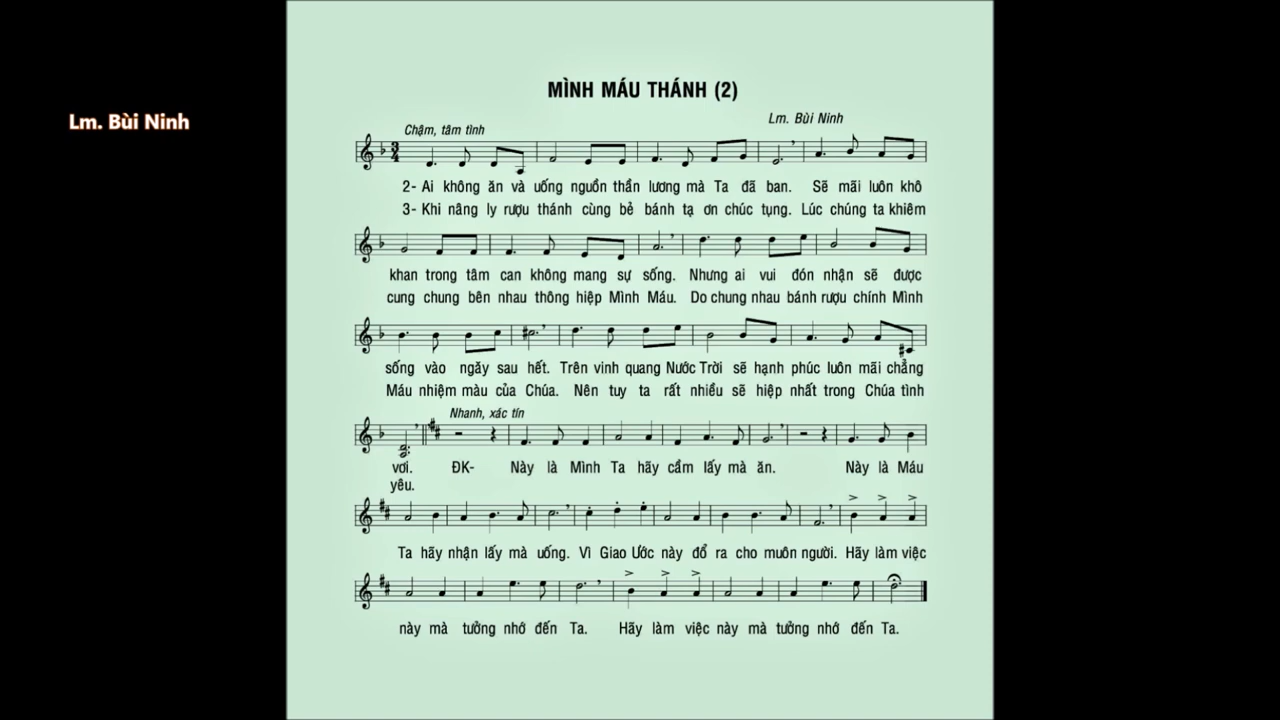 MÌNH MÁU THÁNH (2)
Lm. Bùi Ninh
Lm. Bùi Ninh
Chậm, tâm tình
3
4
2- Ai không ăn và uống nguồn thần lương mà Ta đã ban. Sẽ mãi luôn khô
3- Khi nâng ly rượu thánh cùng bẻ bánh tạ ơn chúc tụng. Lúc chúng ta khiêm
khan trong tâm can không mang sự sống. Nhưng ai vui đón nhận sẽ được
cung chung bên nhau thông hiệp Mình Máu. Do chung nhau bánh rượu chính Mình
sống vào ngày sau hết. Trên vinh quang Nước Trời sẽ hạnh phúc luôn mãi chẳng
Máu nhiệm màu của Chúa. Nên tuy ta rất nhiều sẽ hiệp nhất trong Chúa tình
Nhanh, xác tín
vơi. ĐK- Này là Mình Ta hãy cầm lấy mà ăn. Này là Máu
yêu.
Ta hãy nhận lấy mà uống. Vì Giao Ước này đổ ra cho muôn người. Hãy làm việc
này mà tưởng nhớ đến Ta. Hãy làm việc này mà tưởng nhớ đến Ta.